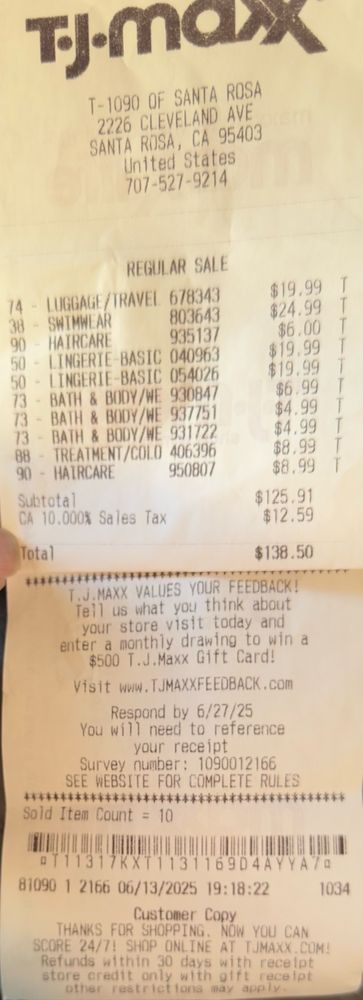 T·J·maxx
T-1090 OF SANTA ROSA
2226 CLEVELAND AVE
SANTA ROSA, CA 95403
United States
707-527-9214
REGULAR SALE
74 - LUGGAGE/TRAVEL 678343 $19.99 T
38 - SWIMWEAR 803643 $24.99 T
90 - HAIRCARE 935137 $6.00 T
50 - LINGERIE-BASIC 040963 $19.99 T
50 - LINGERIE-BASIC 054026 $19.99 T
73 - BATH & BODY/WE 930847 $6.99 T
73 - BATH & BODY/WE 937751 $4.99 T
73 - BATH & BODY/WE 931722 $4.99 T
88 - TREATMENT/COLO 406396 $8.99 T
90 - HAIRCARE 950807 $8.99 T
Subtotal $125.91
CA 10.000% Sales Tax $12.59
Total $138.50
T.J.MAXX VALUES YOUR FEEDBACK!
Tell us what you think about
your store visit today and
enter a monthly drawing to win a
$500 T.J.Maxx Gift Card!
Visit www.TJMAXXFEEDBACK.com
Respond by 6/27/25
You will need to reference
your receipt
Survey number: 1090012166
SEE WEBSITE FOR COMPLETE RULES
Sold Item Count = 10
¤T11317KXT1131169D4AYYA7¤
81090 1 2166 06/13/2025 19:18:22 1034
Customer Copy
THANKS FOR SHOPPING. NOW YOU CAN
SCORE 24/7! SHOP ONLINE AT TJMAXX.COM!
Refunds within 30 days with receipt
store credit only with gift receipt
other restrictions may apply.